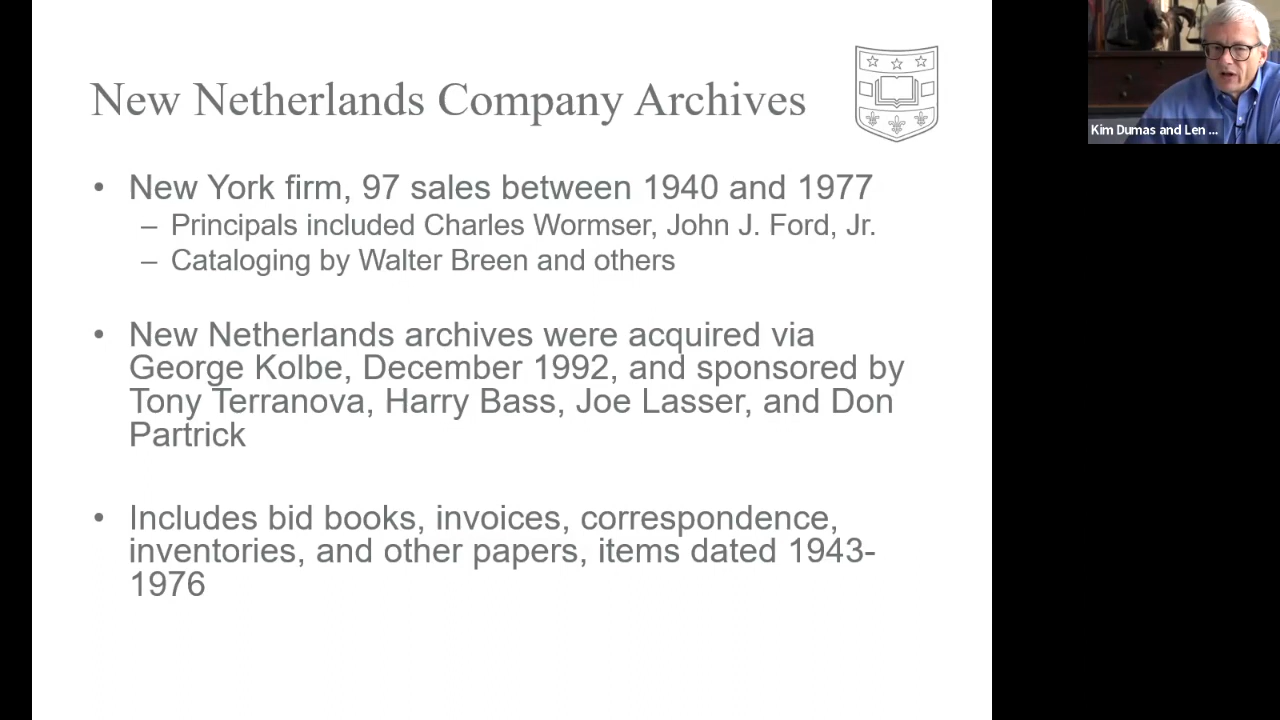 New Netherlands Company Archives
• New York firm, 97 sales between 1940 and 1977
– Principals included Charles Wormser, John J. Ford, Jr.
– Cataloging by Walter Breen and others
• New Netherlands archives were acquired via
George Kolbe, December 1992, and sponsored by
Tony Terranova, Harry Bass, Joe Lasser, and Don
Partrick
• Includes bid books, invoices, correspondence,
inventories, and other papers, items dated 1943-
1976
Kim Dumas and Len ...